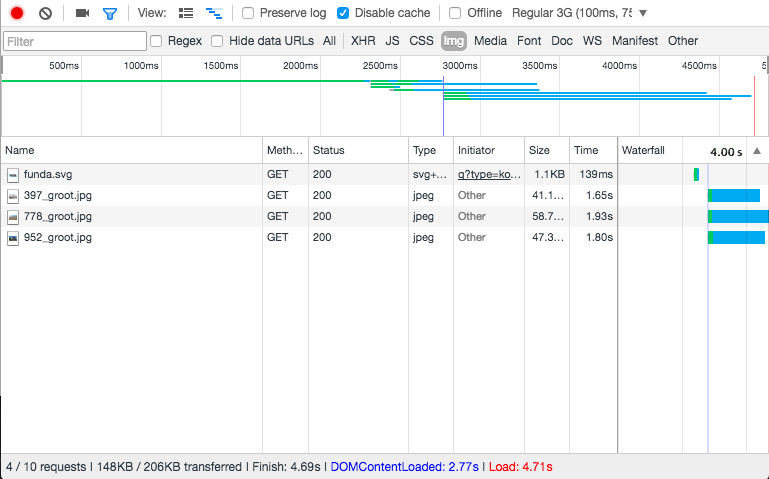 View: Preserve log Disable cache Offline Regular 3G (100ms, 75
Filter Regex Hide data URLs All XHR JS CSS Img Media Font Doc WS Manifest Other
500ms 1000ms 1500ms 2000ms 2500ms 3000ms 3500ms 4000ms 4500ms 5
Name Meth… Status Type Initiator Size Time Waterfall 4.00 s
funda.svg GET 200 svg+… q?type=ko… 1.1KB 139ms
397_groot.jpg GET 200 jpeg Other 41.1… 1.65s
778_groot.jpg GET 200 jpeg Other 58.7… 1.93s
952_groot.jpg GET 200 jpeg Other 47.3… 1.80s
4 / 10 requests | 148KB / 206KB transferred | Finish: 4.69s | DOMContentLoaded: 2.77s | Load: 4.71s